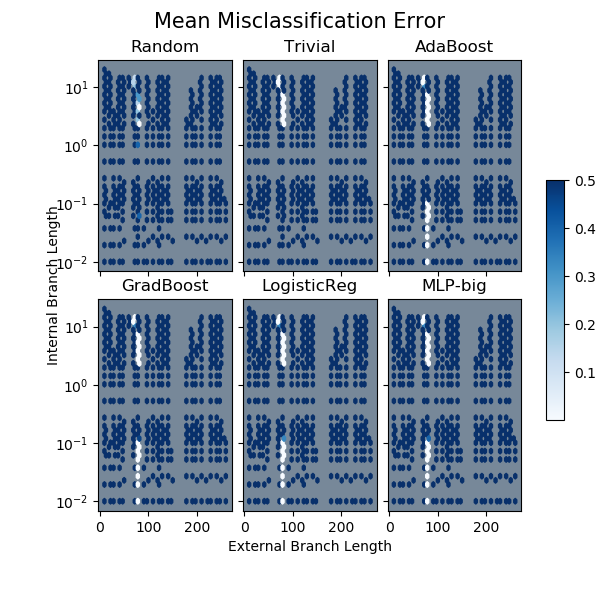 Mean Misclassification Error
Random
Trivial
AdaBoost
10¹
10⁰
10⁻¹
10⁻²
GradBoost
LogisticReg
MLP-big
10¹
10⁰
10⁻¹
10⁻²
0 100 200
0 100 200
0 100 200
Internal Branch Length
External Branch Length
0.5
0.4
0.3
0.2
0.1